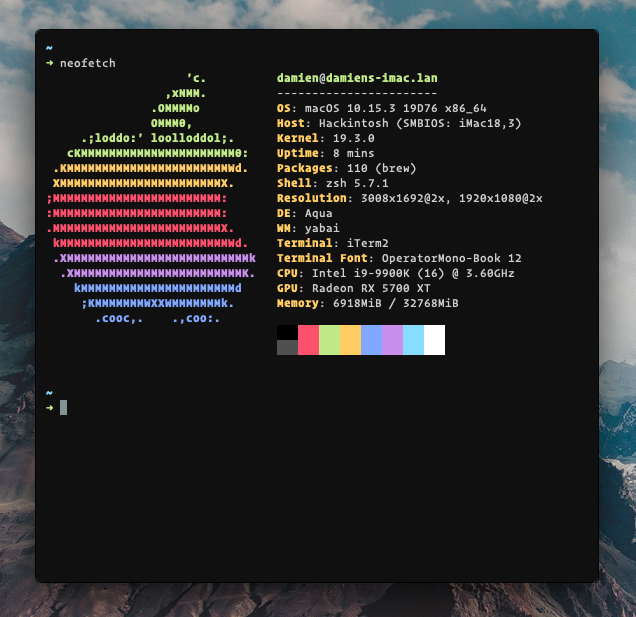 ~
➜ neofetch
'c.
,xNMM.
.OMMMMo
OMMM0,
.;loddo:' loolloddol;.
cKMMMMMMMMMMNWMMMMMMMMMM0:
.KMMMMMMMMMMMMMMMMMMMMMMMWd.
XMMMMMMMMMMMMMMMMMMMMMMMX.
;MMMMMMMMMMMMMMMMMMMMMMMM:
:MMMMMMMMMMMMMMMMMMMMMMMM:
.MMMMMMMMMMMMMMMMMMMMMMMMX.
kMMMMMMMMMMMMMMMMMMMMMMMMWd.
.XMMMMMMMMMMMMMMMMMMMMMMMMMMk
.XMMMMMMMMMMMMMMMMMMMMMMMMK.
kMMMMMMMMMMMMMMMMMMMMMMd
;KMMMMMMMWXXWMMMMMMMk.
.cooc,. .,coo:.
damien@damiens-imac.lan
-----------------------
OS: macOS 10.15.3 19D76 x86_64
Host: Hackintosh (SMBIOS: iMac18,3)
Kernel: 19.3.0
Uptime: 8 mins
Packages: 110 (brew)
Shell: zsh 5.7.1
Resolution: 3008x1692@2x, 1920x1080@2x
DE: Aqua
WM: yabai
Terminal: iTerm2
Terminal Font: OperatorMono-Book 12
CPU: Intel i9-9900K (16) @ 3.60GHz
GPU: Radeon RX 5700 XT
Memory: 6918MiB / 32768MiB
~
➜